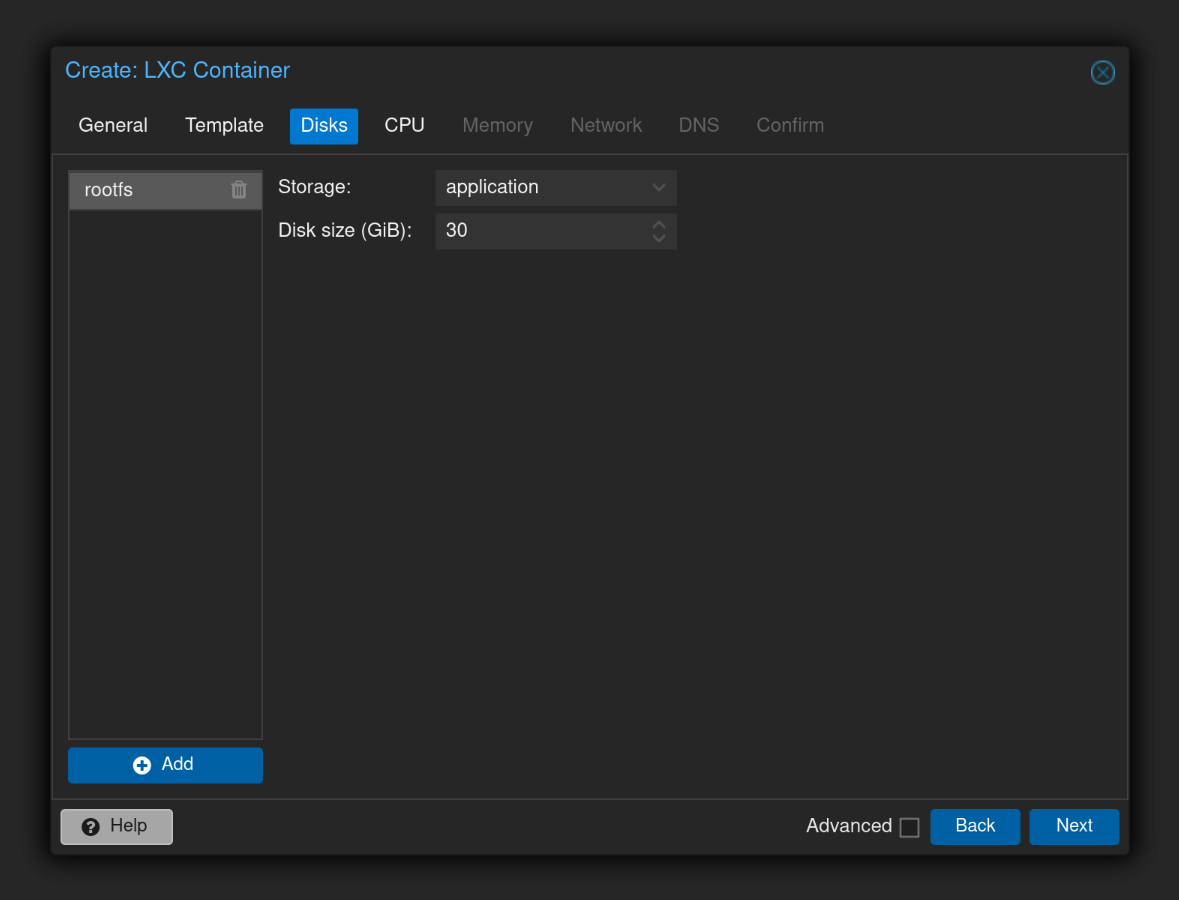 Create: LXC Container
General Template Disks CPU Memory Network DNS Confirm
rootfs
Storage: application
Disk size (GiB): 30
Add
Help
Advanced Back Next